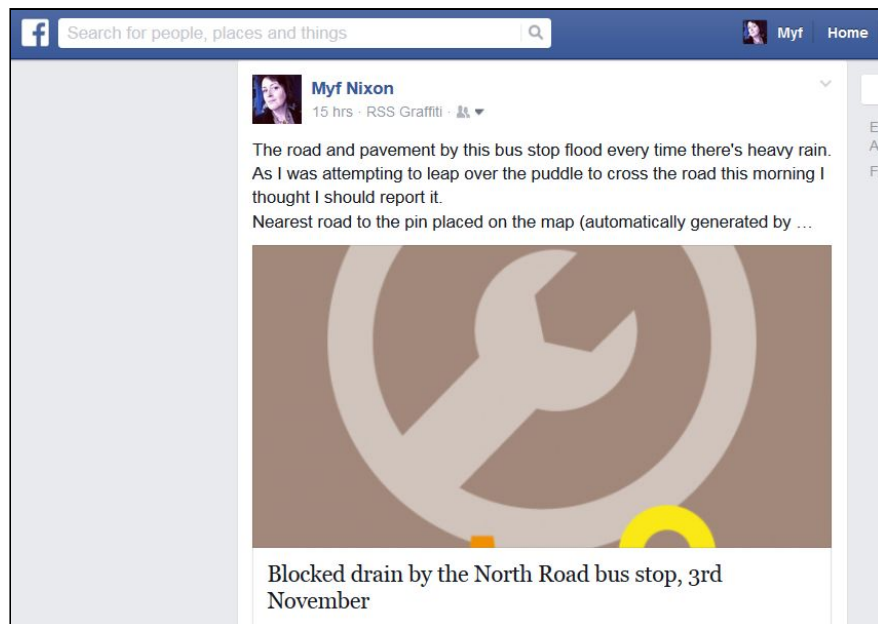 f Search for people, places and things Myf Home
Myf Nixon
15 hrs · RSS Graffiti ·
The road and pavement by this bus stop flood every time there's heavy rain.
As I was attempting to leap over the puddle to cross the road this morning I
thought I should report it.
Nearest road to the pin placed on the map (automatically generated by …
Blocked drain by the North Road bus stop, 3rd
November
E
A
F